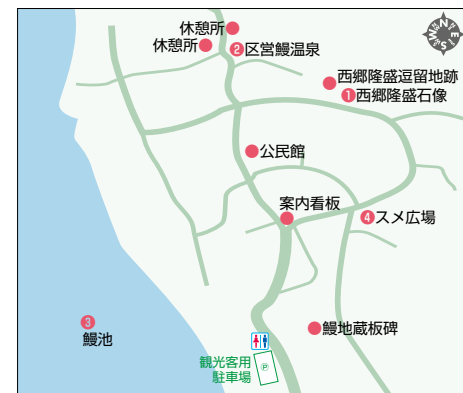 休憩所
休憩所
❷区営鰻温泉
N
E
S
W
西郷隆盛逗留地跡
❶西郷隆盛石像
公民館
案内看板
❹スメ広場
❸
鰻池
鰻地蔵板碑
観光客用
駐車場
P